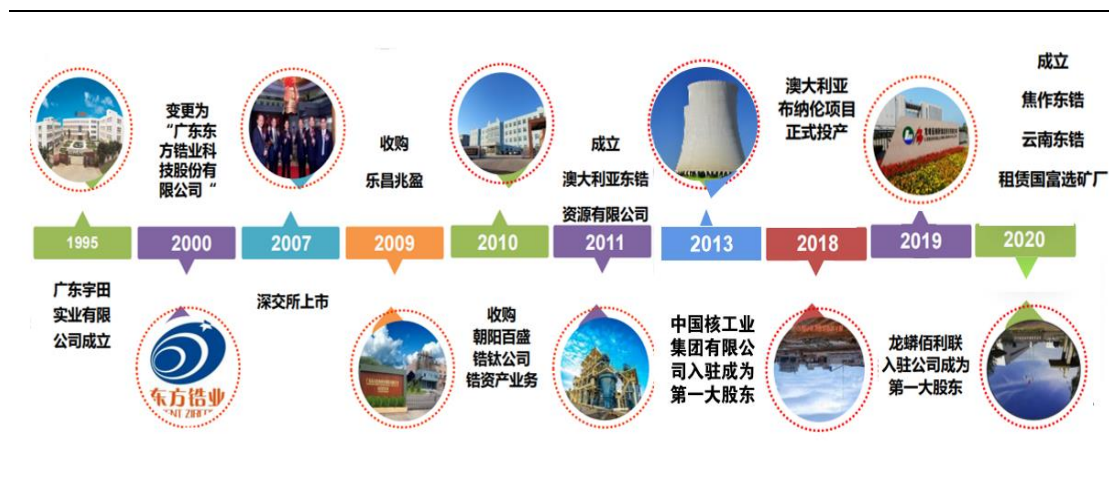 1995
广东宇田
实业有限
公司成立
变更为
“广东东
方锆业科
技股份有
限公司“
2000
东方锆业
2007
深交所上市
收购
乐昌兆盈
2009
2010
收购
朝阳百盛
锆钛公司
锆资产业务
成立
澳大利亚东锆
资源有限公司
2011
2013
中国核工业
集团有限公
司入驻成为
第一大股东
澳大利亚
布纳伦项目
正式投产
2018
2019
龙蟒佰利联
入驻公司成为
第一大股东
成立
焦作东锆
云南东锆
租赁国富选矿厂
2020